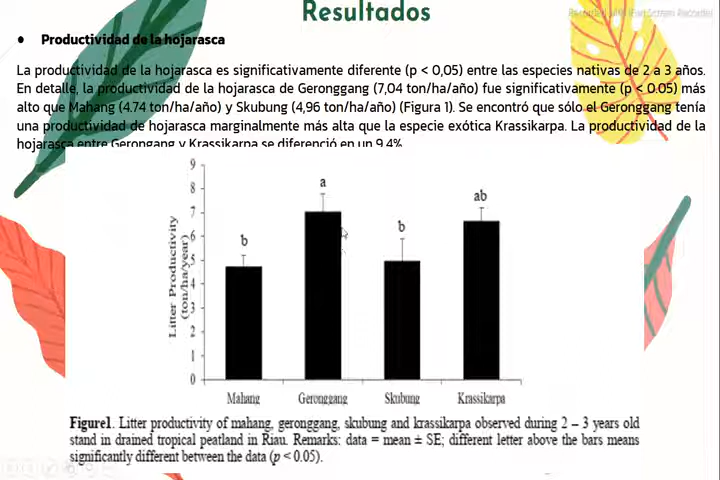 Resultados
● Productividad de la hojarasca
La productividad de la hojarasca es significativamente diferente (p < 0,05) entre las especies nativas de 2 a 3 años.
En detalle, la productividad de la hojarasca de Geronggang (7,04 ton/ha/año) fue significativamente (p < 0.05) más
alto que Mahang (4.74 ton/ha/año) y Skubung (4,96 ton/ha/año) (Figura 1). Se encontró que sólo el Geronggang tenía
una productividad de hojarasca marginalmente más alta que la especie exótica Krassikarpa. La productividad de la
hojarasca entre Gerongang y Krassikarpa se diferenció en un 9,4%
9
8
7
6
5
4
3
2
1
0
Litter Productivity
(ton/ha/year)
b
a
b
ab
Mahang
Geronggang
Skubung
Krassikarpa
Figure1. Litter productivity of mahang, geronggang, skubung and krassikarpa observed during 2 – 3 years old
stand in drained tropical peatland in Riau. Remarks: data = mean ± SE; different letter above the bars means
significantly different between the data (p < 0.05).